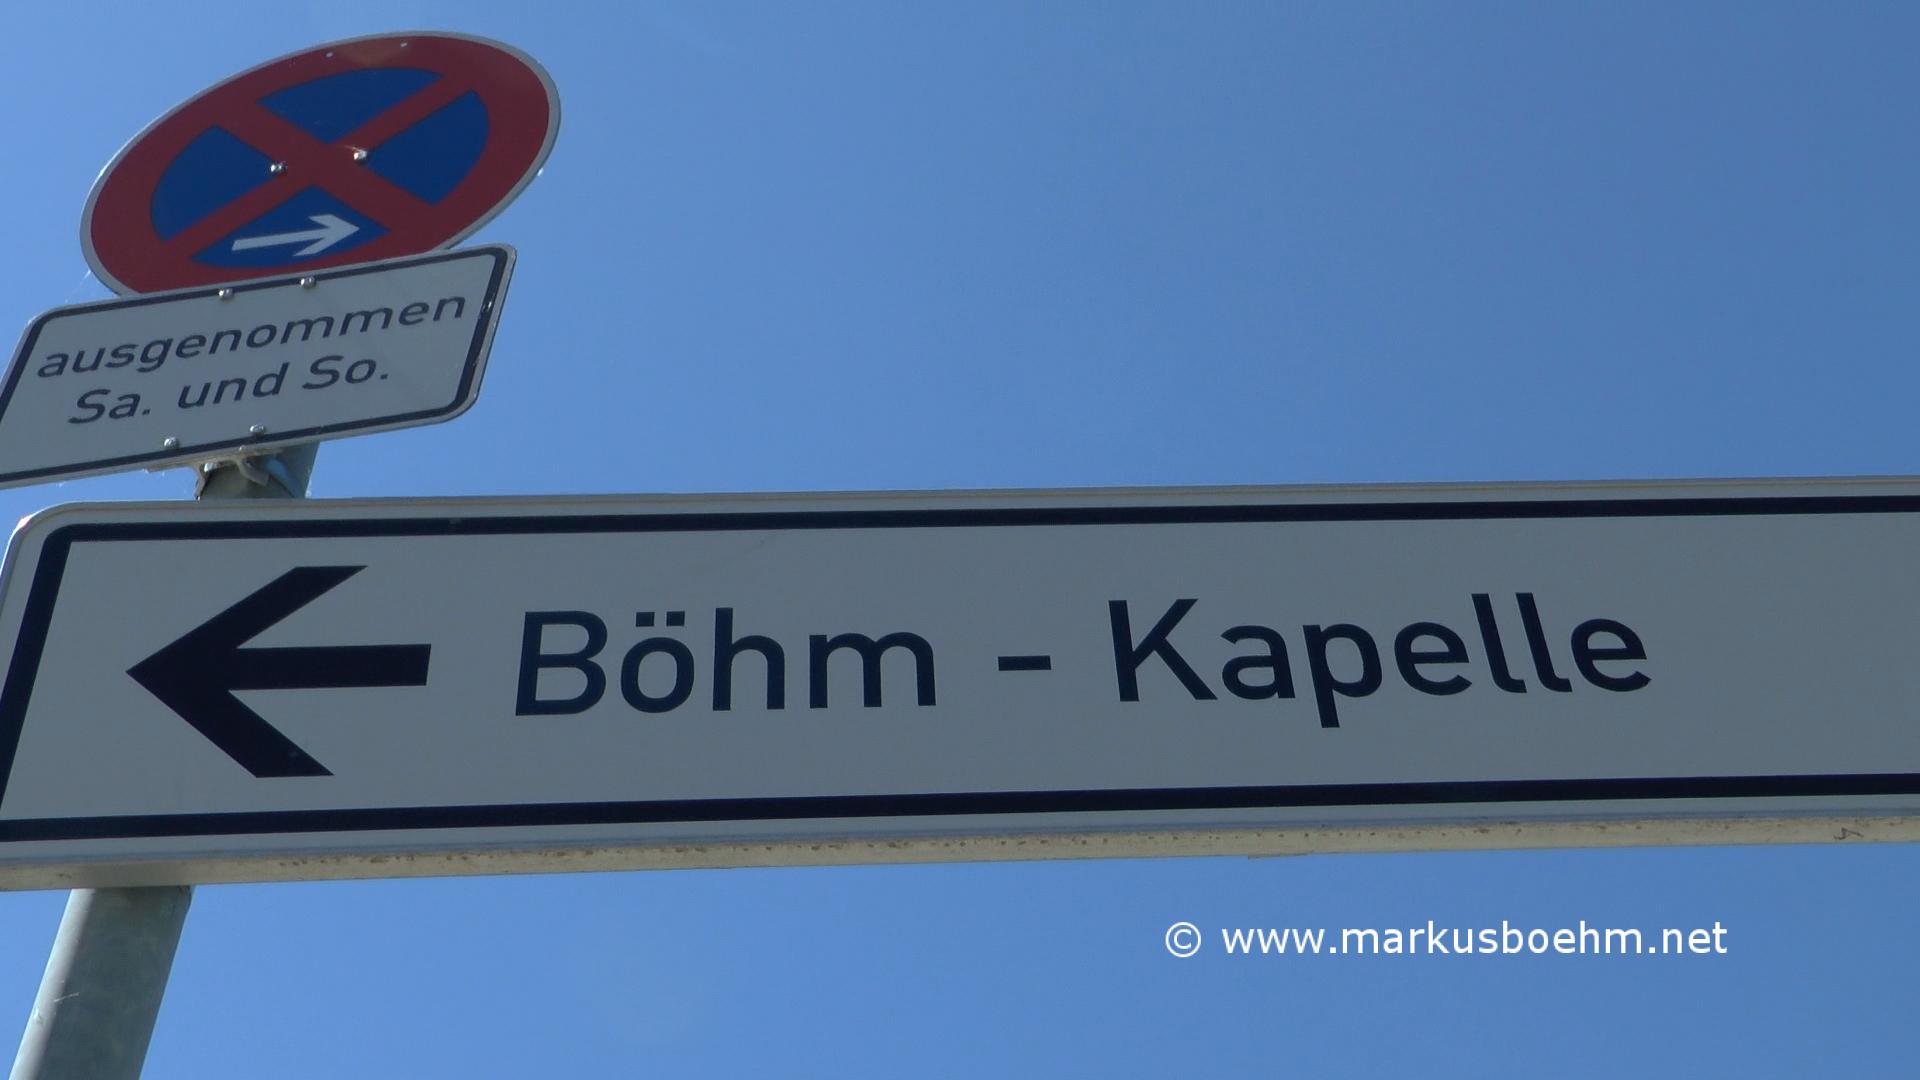 ausgenommen
Sa. und So.
Böhm - Kapelle
© www.markusboehm.net